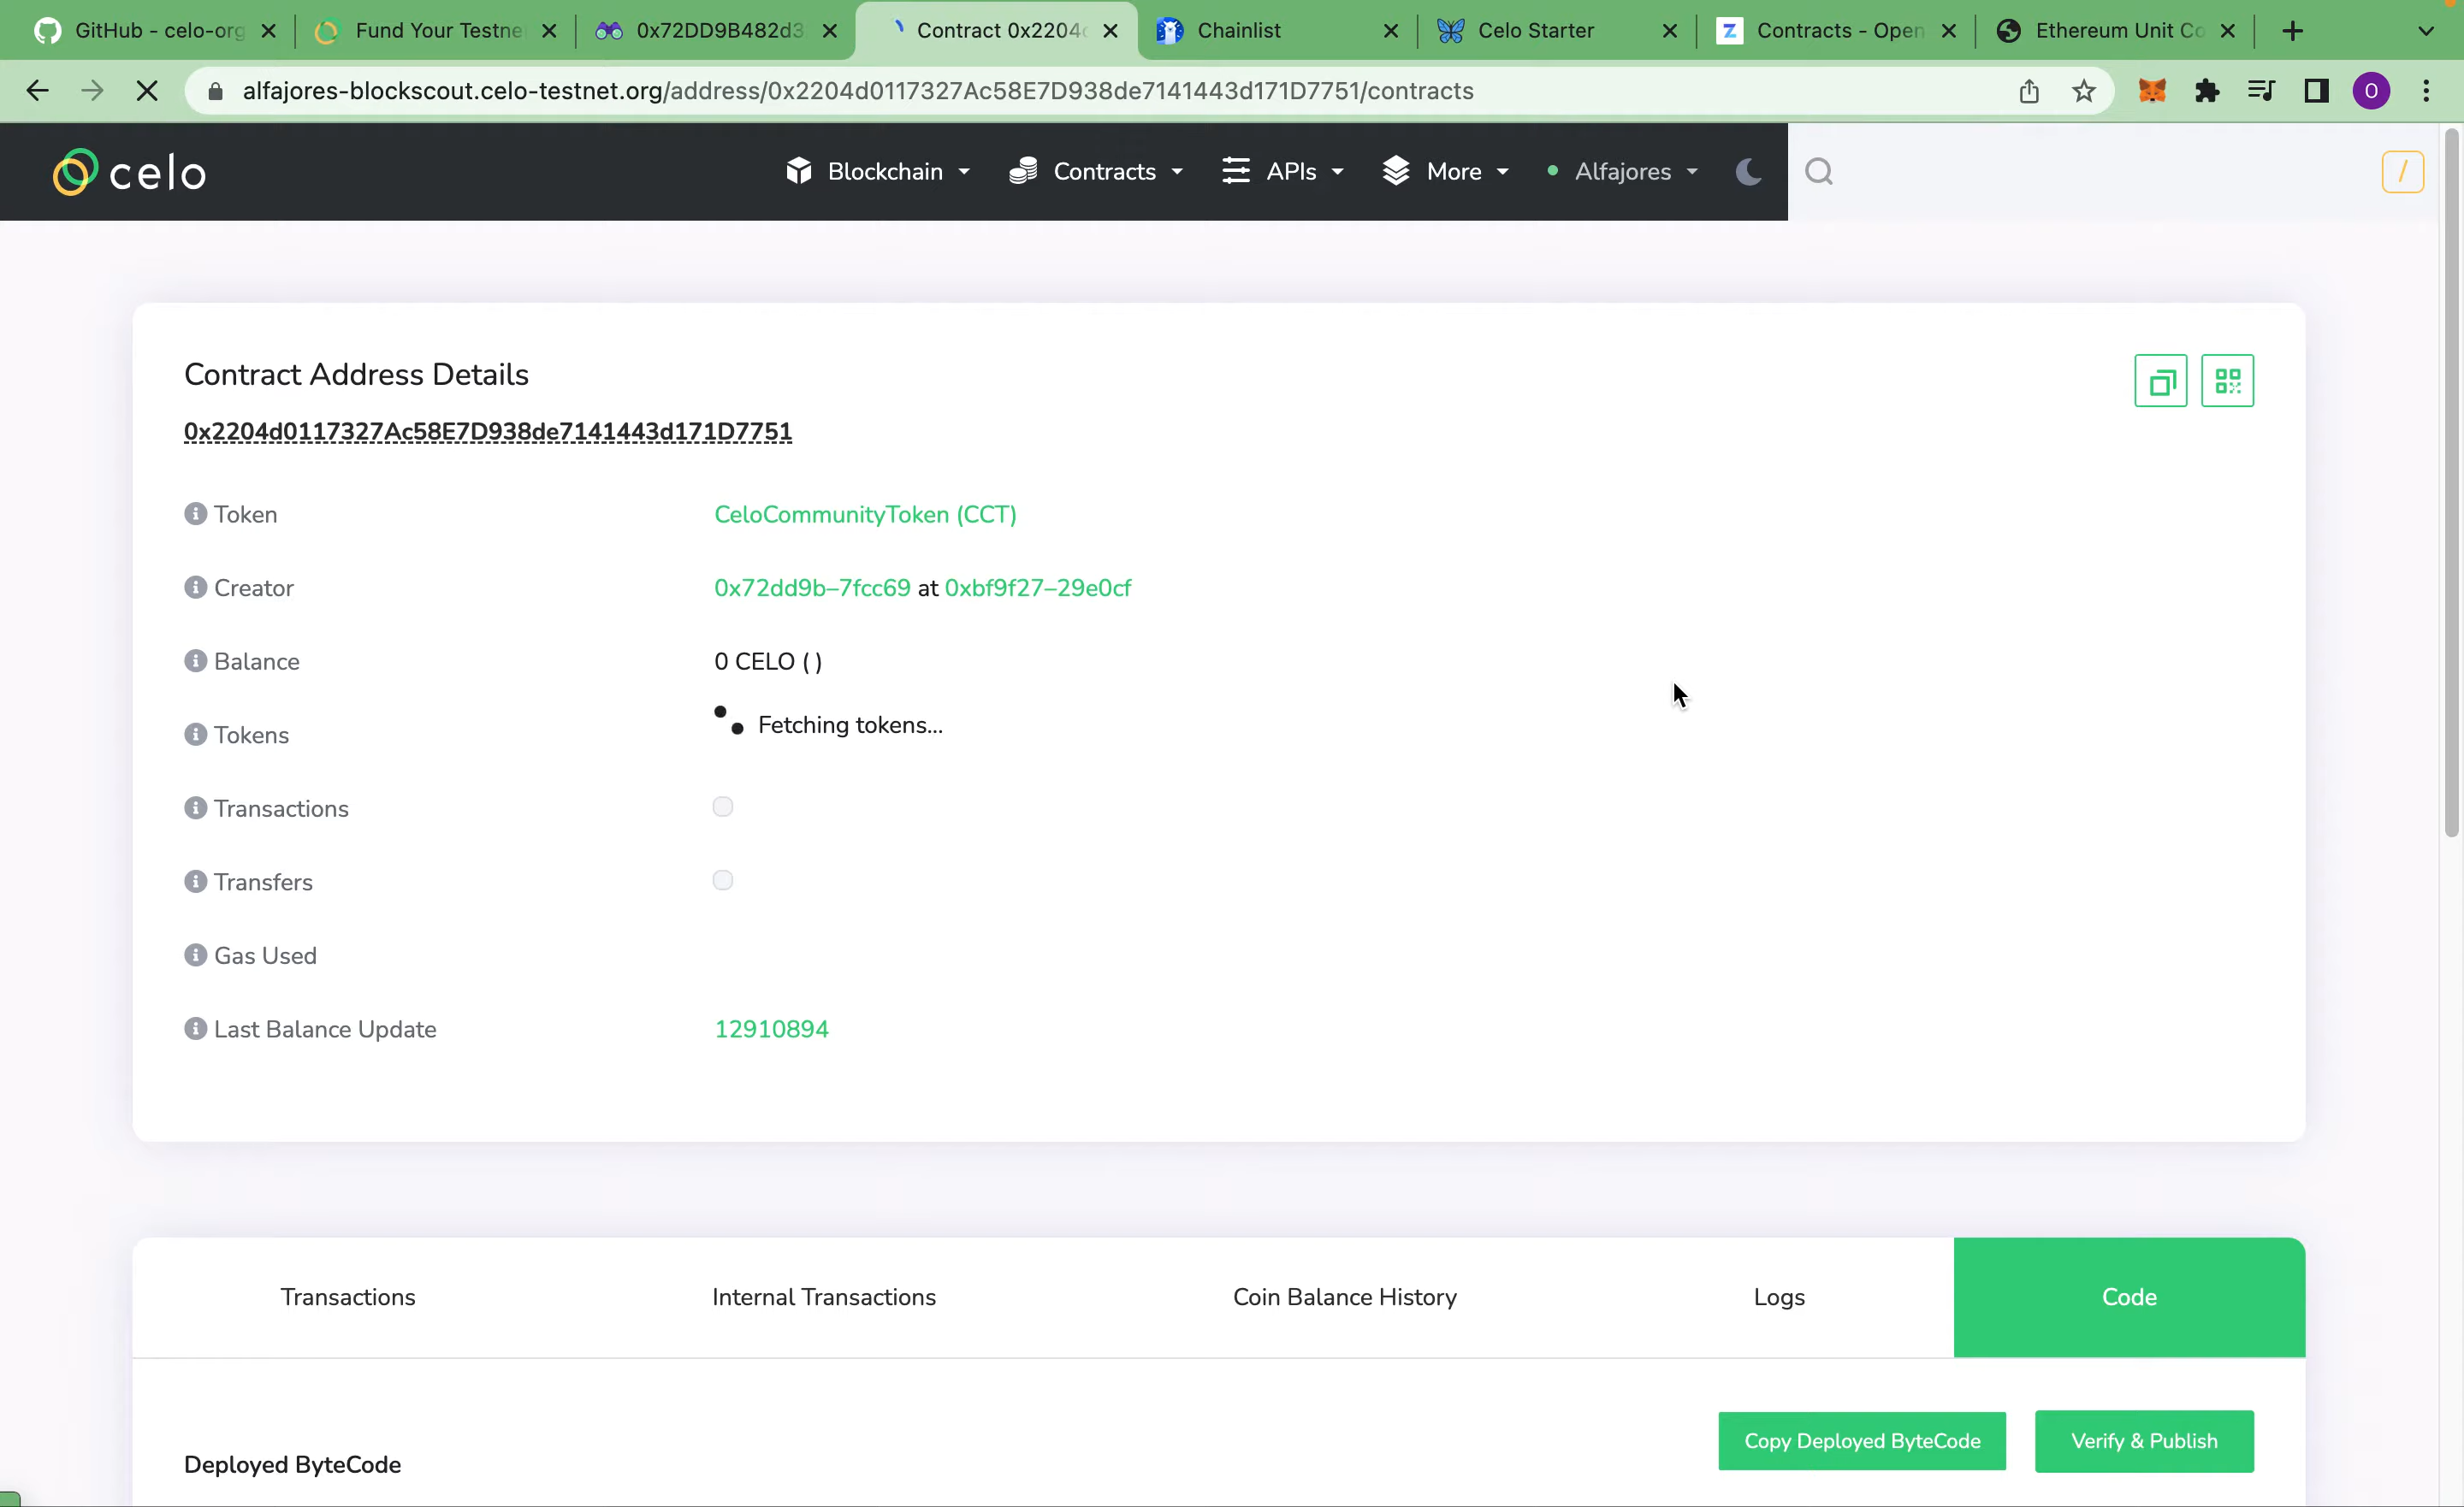 GitHub - celo-org
Fund Your Testne
0x72DD9B482d3
Contract 0x2204
Chainlist
Celo Starter
Contracts - Open
Ethereum Unit Co
alfajores-blockscout.celo-testnet.org/address/0x2204d0117327Ac58E7D938de7141443d171D7751/contracts
O
celo
Blockchain
Contracts
APIs
More
Alfajores
/
Contract Address Details
0x2204d0117327Ac58E7D938de7141443d171D7751
Token CeloCommunityToken (CCT)
Creator 0x72dd9b–7fcc69 at 0xbf9f27–29e0cf
Balance 0 CELO ( )
Tokens Fetching tokens...
Transactions
Transfers
Gas Used
Last Balance Update 12910894
Transactions
Internal Transactions
Coin Balance History
Logs
Code
Deployed ByteCode
Copy Deployed ByteCode
Verify & Publish